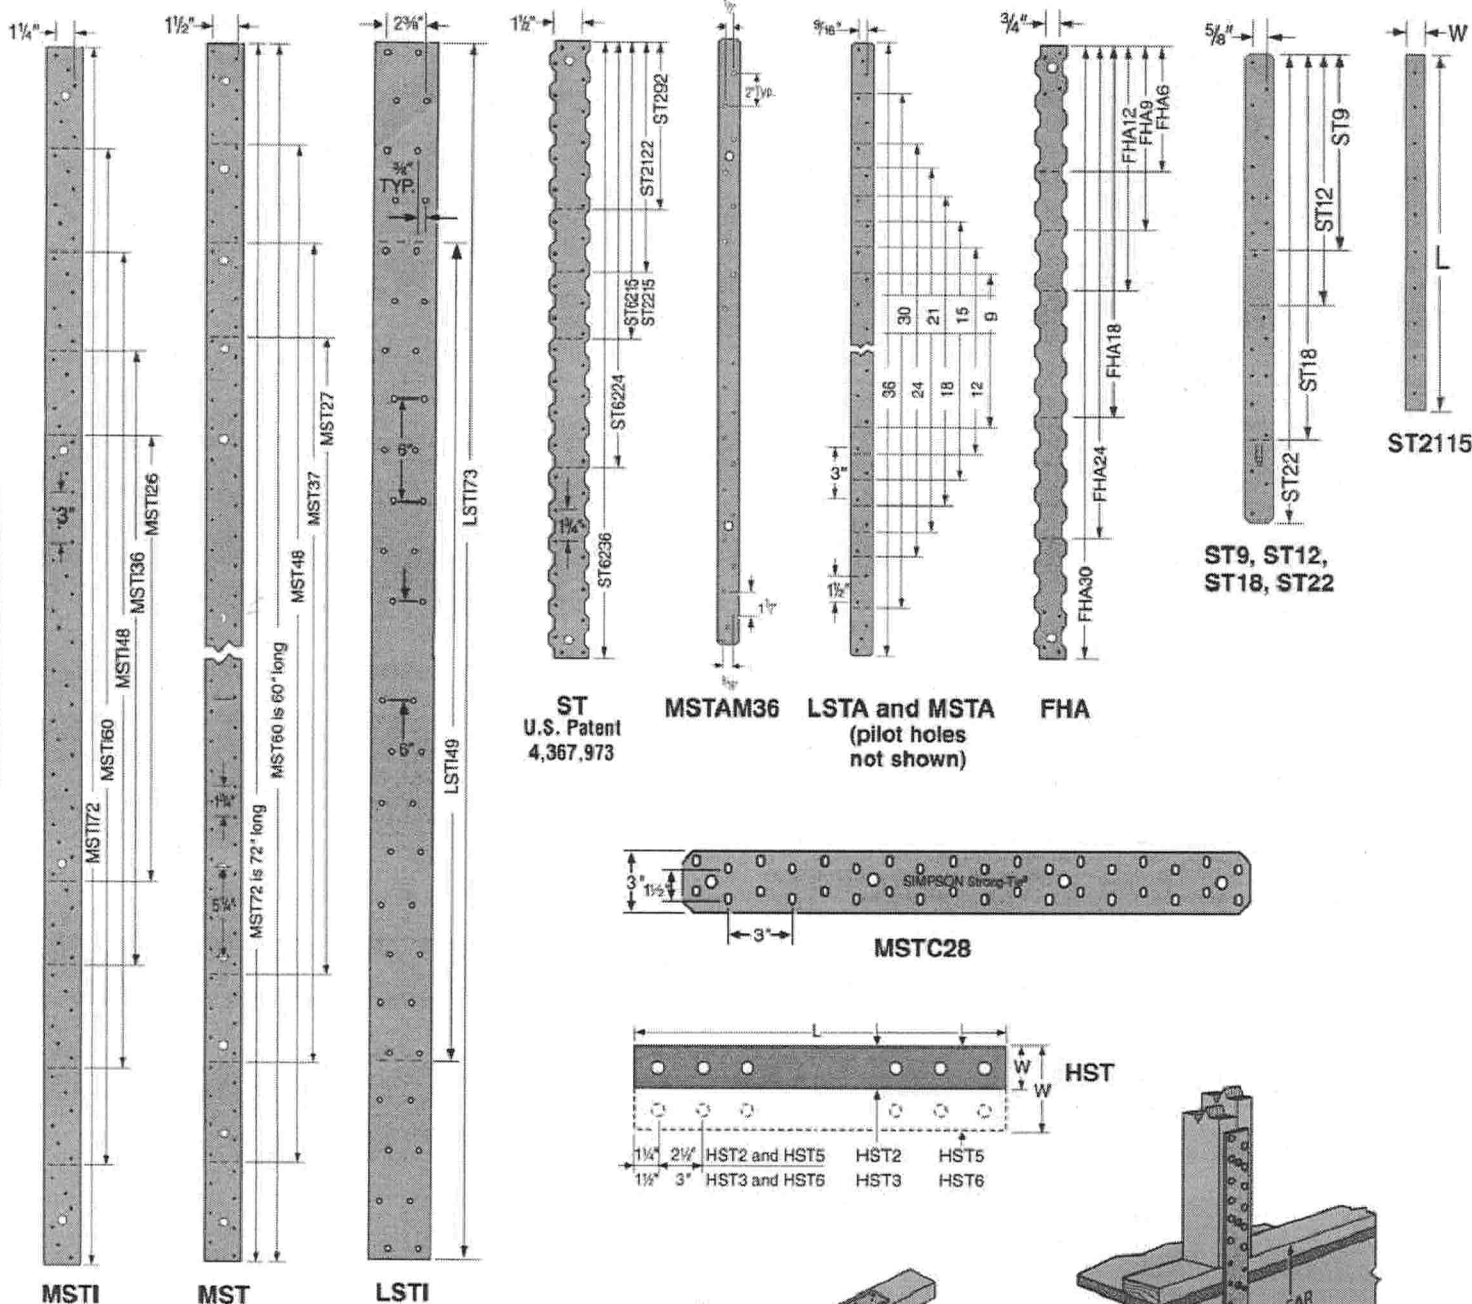 1¼"
1½"
2⅜"
1½"
9/16"
3/4"
5/8"
W
2" Typ.
⅜"
TYP.
ST292
ST2122
ST6215
ST2215
ST6224
ST6236
1¾"
30
21
15
9
36
24
18
12
3"
1½"
FHA6
FHA9
FHA12
FHA18
FHA24
FHA30
ST9
ST12
ST18
ST22
L
ST2115
ST9, ST12,
ST18, ST22
3"
MSTI26
MSTI36
MSTI48
MSTI60
MSTI72
MST27
MST37
MST48
MST60 is 60" long
MST72 is 72" long
1¾"
5¼"
6"
6"
LSTI73
LSTI49
ST
U.S. Patent
4,367,973
MSTAM36
LSTA and MSTA
(pilot holes
not shown)
FHA
3"
1½"
SIMPSON Strong-Tie®
3"
MSTC28
L
W
W
HST
1¼" 2½" HST2 and HST5 HST2 HST5
1½" 3" HST3 and HST6 HST3 HST6
MSTI
MST
LSTI